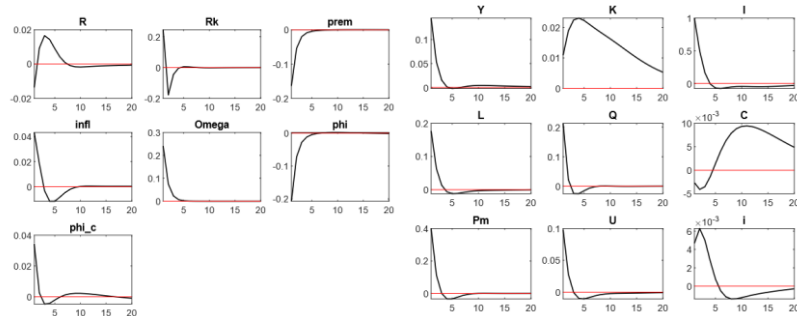 R Rk prem
0.02 0.2 0
0 0 -0.1
-0.02 -0.2 -0.2
5 10 15 20 5 10 15 20 5 10 15 20
infl Omega phi
0.04 0.3 0
0.02 0.2 -0.1
0 0.1 -0.2
0
5 10 15 20 5 10 15 20 5 10 15 20
phi_c
0.04
0.02
0
5 10 15 20
Y K I
0.1 0.02 1
0.05 0.01 0.5
0 0 0
5 10 15 20 5 10 15 20 5 10 15 20
L Q C
×10⁻³
0.1 0.2 10
0 0.1 5
0 0
-5
5 10 15 20 5 10 15 20 5 10 15 20
Pm U i
×10⁻³
0.4 0.1 6
0.2 0.05 4
0 0 2
0
5 10 15 20 5 10 15 20 5 10 15 20